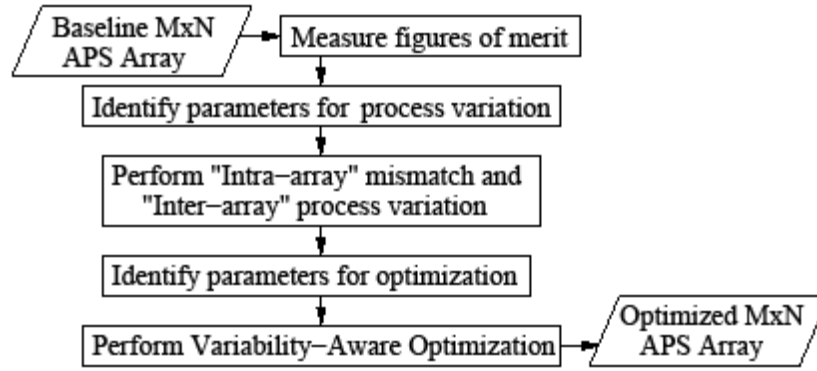 Baseline MxN
APS Array
Measure figures of merit
Identify parameters for process variation
Perform "Intra−array" mismatch and
"Inter−array" process variation
Identify parameters for optimization
Perform Variability−Aware Optimization
Optimized MxN
APS Array